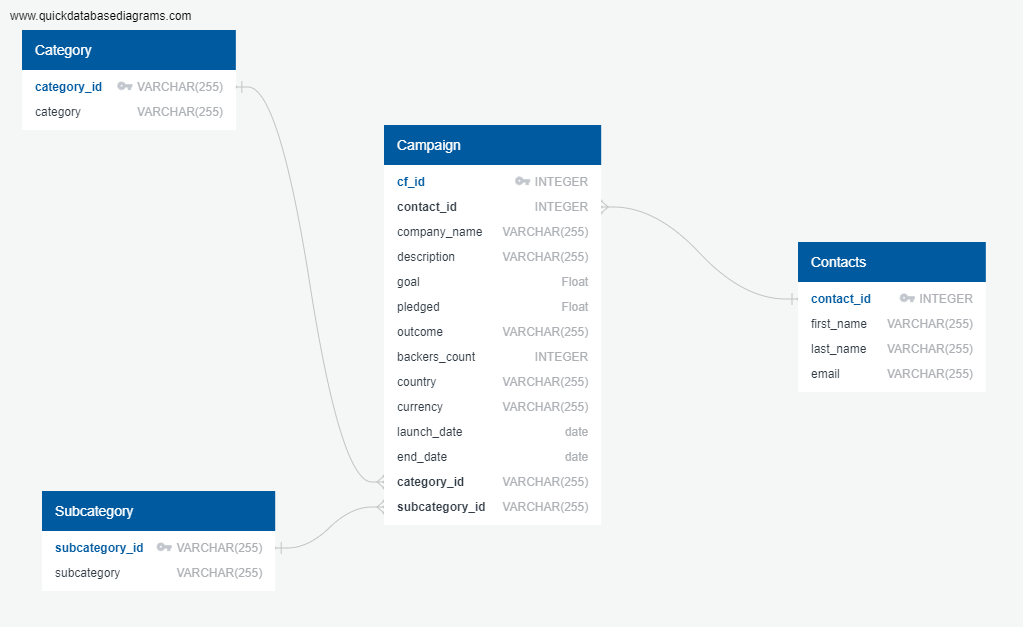 www.quickdatabasediagrams.com
Category
category_id VARCHAR(255)
category VARCHAR(255)
Campaign
cf_id INTEGER
contact_id INTEGER
company_name VARCHAR(255)
description VARCHAR(255)
goal Float
pledged Float
outcome VARCHAR(255)
backers_count INTEGER
country VARCHAR(255)
currency VARCHAR(255)
launch_date date
end_date date
category_id VARCHAR(255)
subcategory_id VARCHAR(255)
Contacts
contact_id INTEGER
first_name VARCHAR(255)
last_name VARCHAR(255)
email VARCHAR(255)
Subcategory
subcategory_id VARCHAR(255)
subcategory VARCHAR(255)